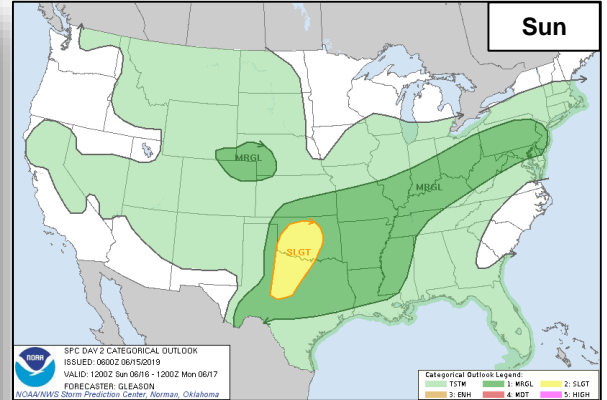 Sun
MRGL
MRGL
SLGT
NOAA
SPC DAY 2 CATEGORICAL OUTLOOK
ISSUED: 0600Z 06/15/2019
VALID: 1200Z Sun 06/16 - 1200Z Mon 06/17
FORECASTER: GLEASON
NOAA/NWS Storm Prediction Center, Norman, Oklahoma
Categorical Outlook Legend:
TSTM 1: MRGL 2: SLGT
3: ENH 4: MDT 5: HIGH